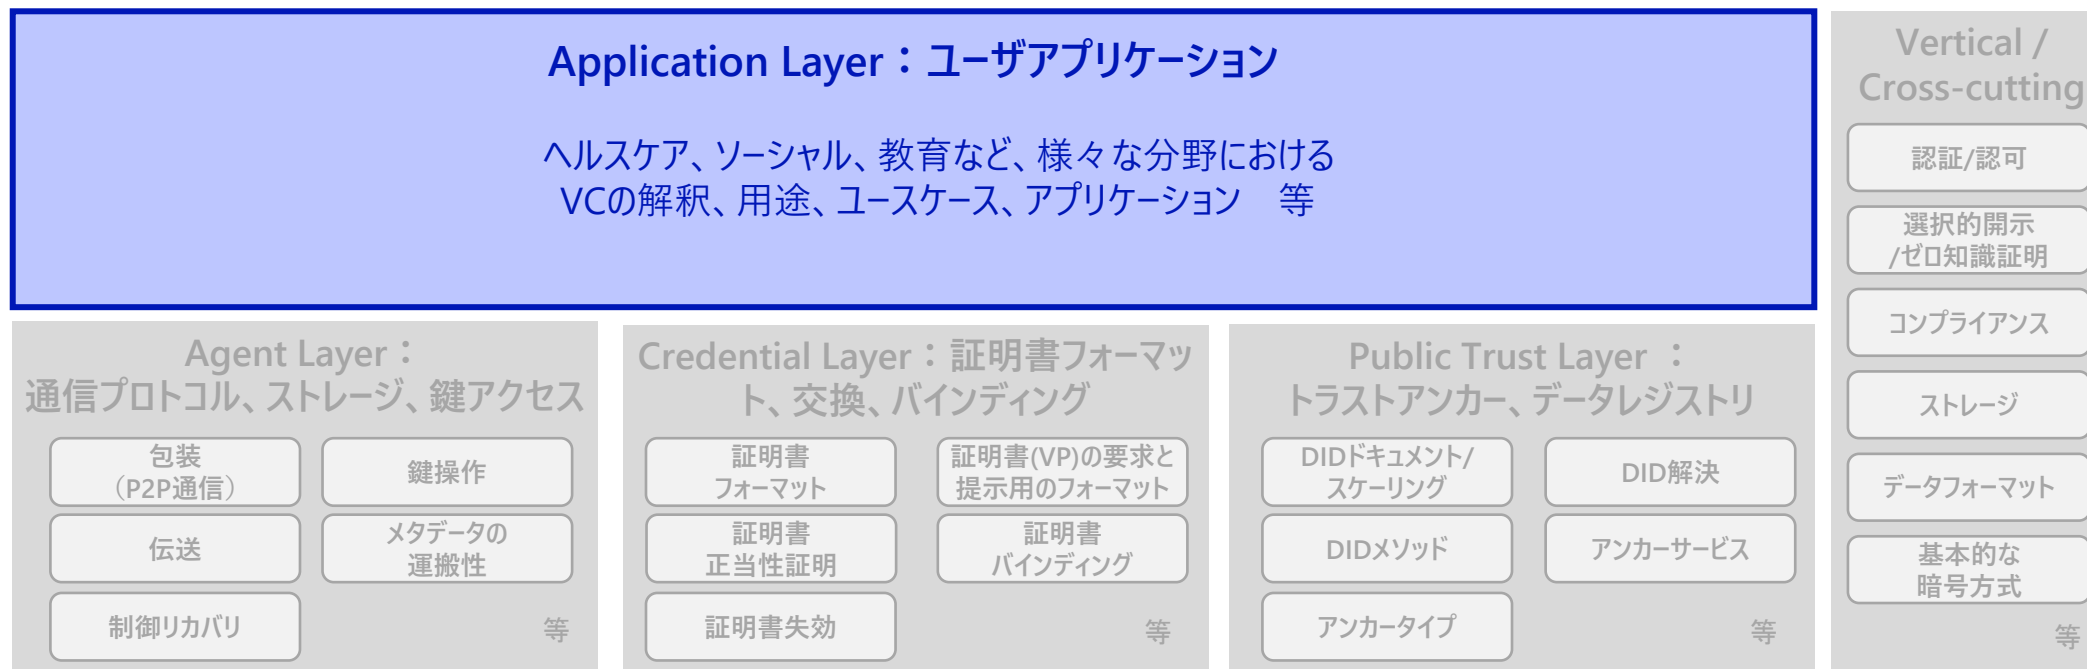 Application Layer：ユーザアプリケーション
ヘルスケア、ソーシャル、教育など、様々な分野における
VCの解釈、用途、ユースケース、アプリケーション　等
Agent Layer：
通信プロトコル、ストレージ、鍵アクセス
包装
（P2P通信）
鍵操作
伝送
メタデータの
運搬性
制御リカバリ
等
Credential Layer：証明書フォーマッ
ト、交換、バインディング
証明書
フォーマット
証明書(VP)の要求と
提示用のフォーマット
証明書
正当性証明
証明書
バインディング
証明書失効
等
Public Trust Layer ：
トラストアンカー、データレジストリ
DIDドキュメント/
スケーリング
DID解決
DIDメソッド
アンカーサービス
アンカータイプ
等
Vertical /
Cross-cutting
認証/認可
選択的開示
/ゼロ知識証明
コンプライアンス
ストレージ
データフォーマット
基本的な
暗号方式
等